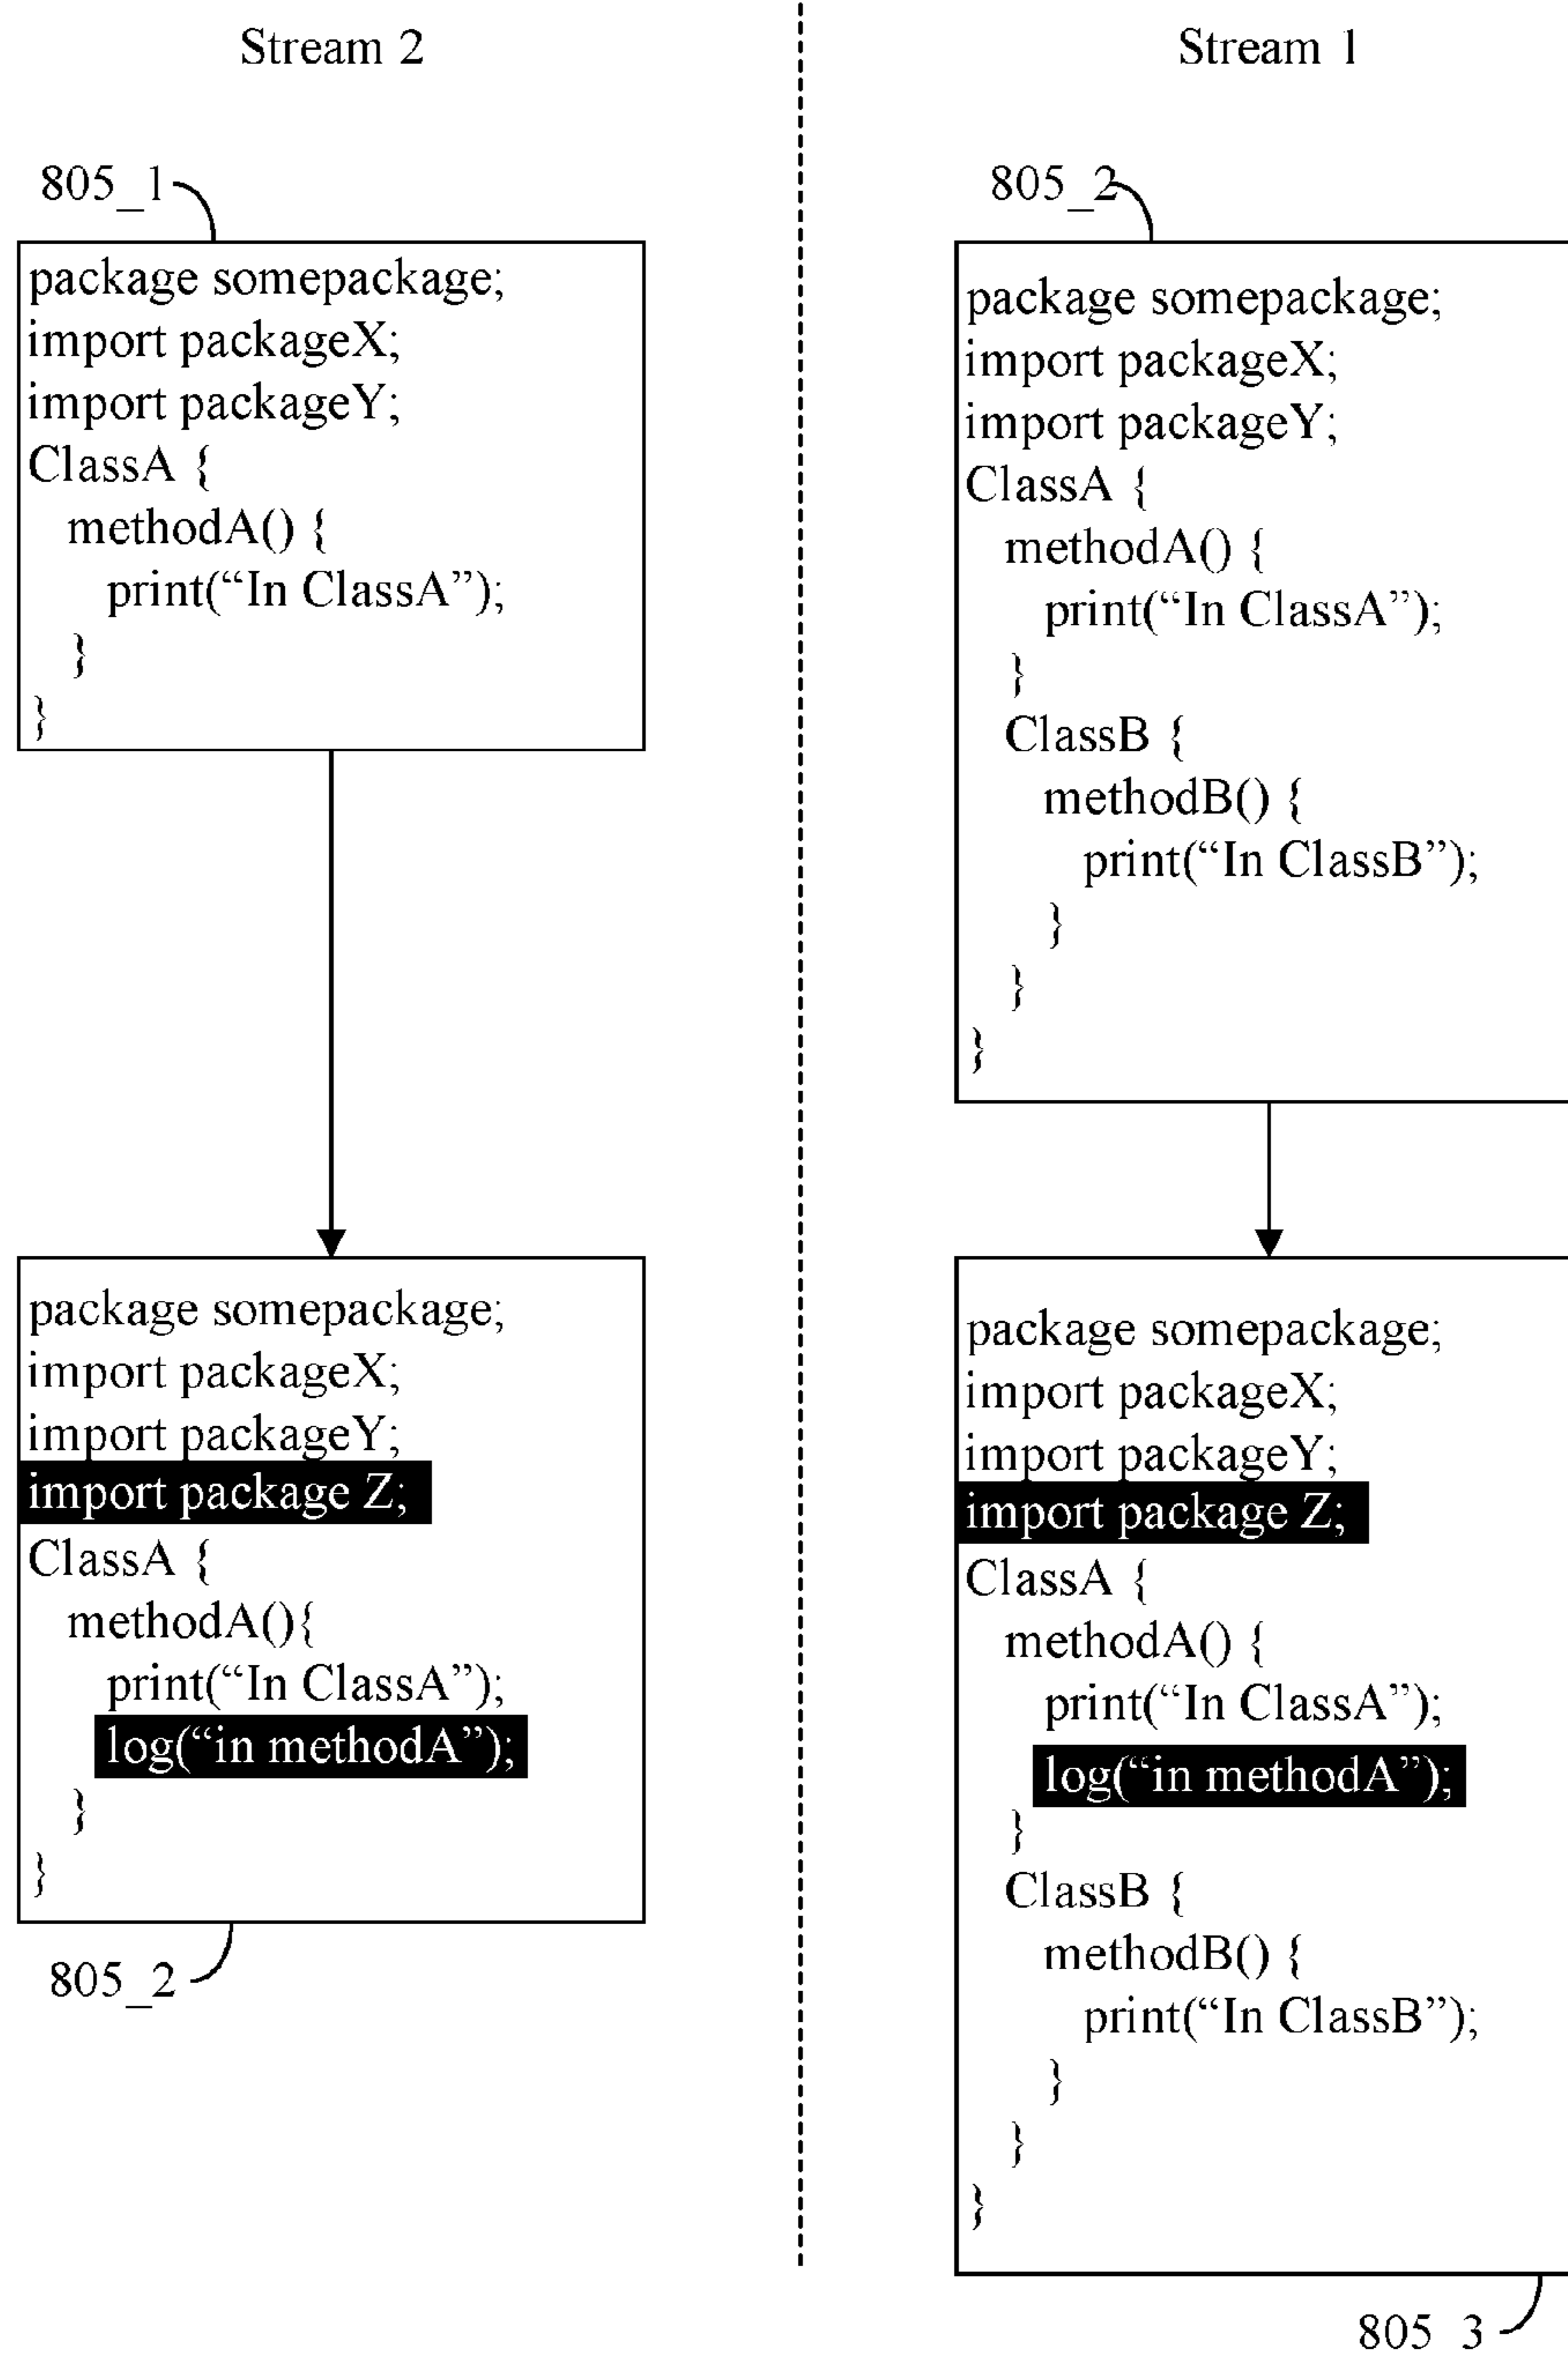 Stream 2
805_1
package somepackage;
import packageX;
import packageY;
ClassA {
methodA() {
print(“In ClassA”);
}
}
package somepackage;
import packageX;
import packageY;
import package Z;
ClassA {
methodA(){
print(“In ClassA”);
log(“in methodA”);
}
}
805_2
Stream 1
805_2
package somepackage;
import packageX;
import packageY;
ClassA {
methodA() {
print(“In ClassA”);
}
ClassB {
methodB() {
print(“In ClassB”);
}
}
}
package somepackage;
import packageX;
import packageY;
import package Z;
ClassA {
methodA() {
print(“In ClassA”);
log(“in methodA”);
}
ClassB {
methodB() {
print(“In ClassB”);
}
}
}
805 3